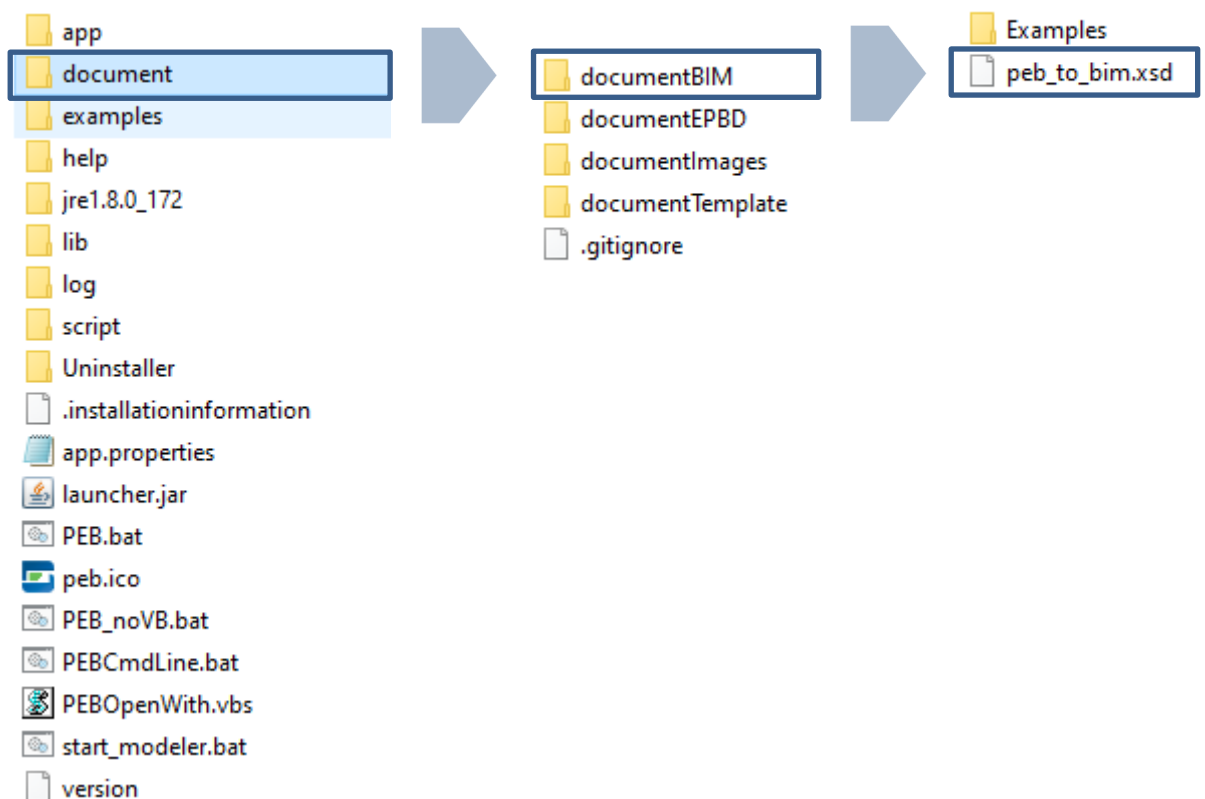 app
document
examples
help
jre1.8.0_172
lib
log
script
Uninstaller
.installationinformation
app.properties
launcher.jar
PEB.bat
peb.ico
PEB_noVB.bat
PEBCmdLine.bat
PEBOpenWith.vbs
start_modeler.bat
version
documentBIM
documentEPBD
documentImages
documentTemplate
.gitignore
Examples
peb_to_bim.xsd